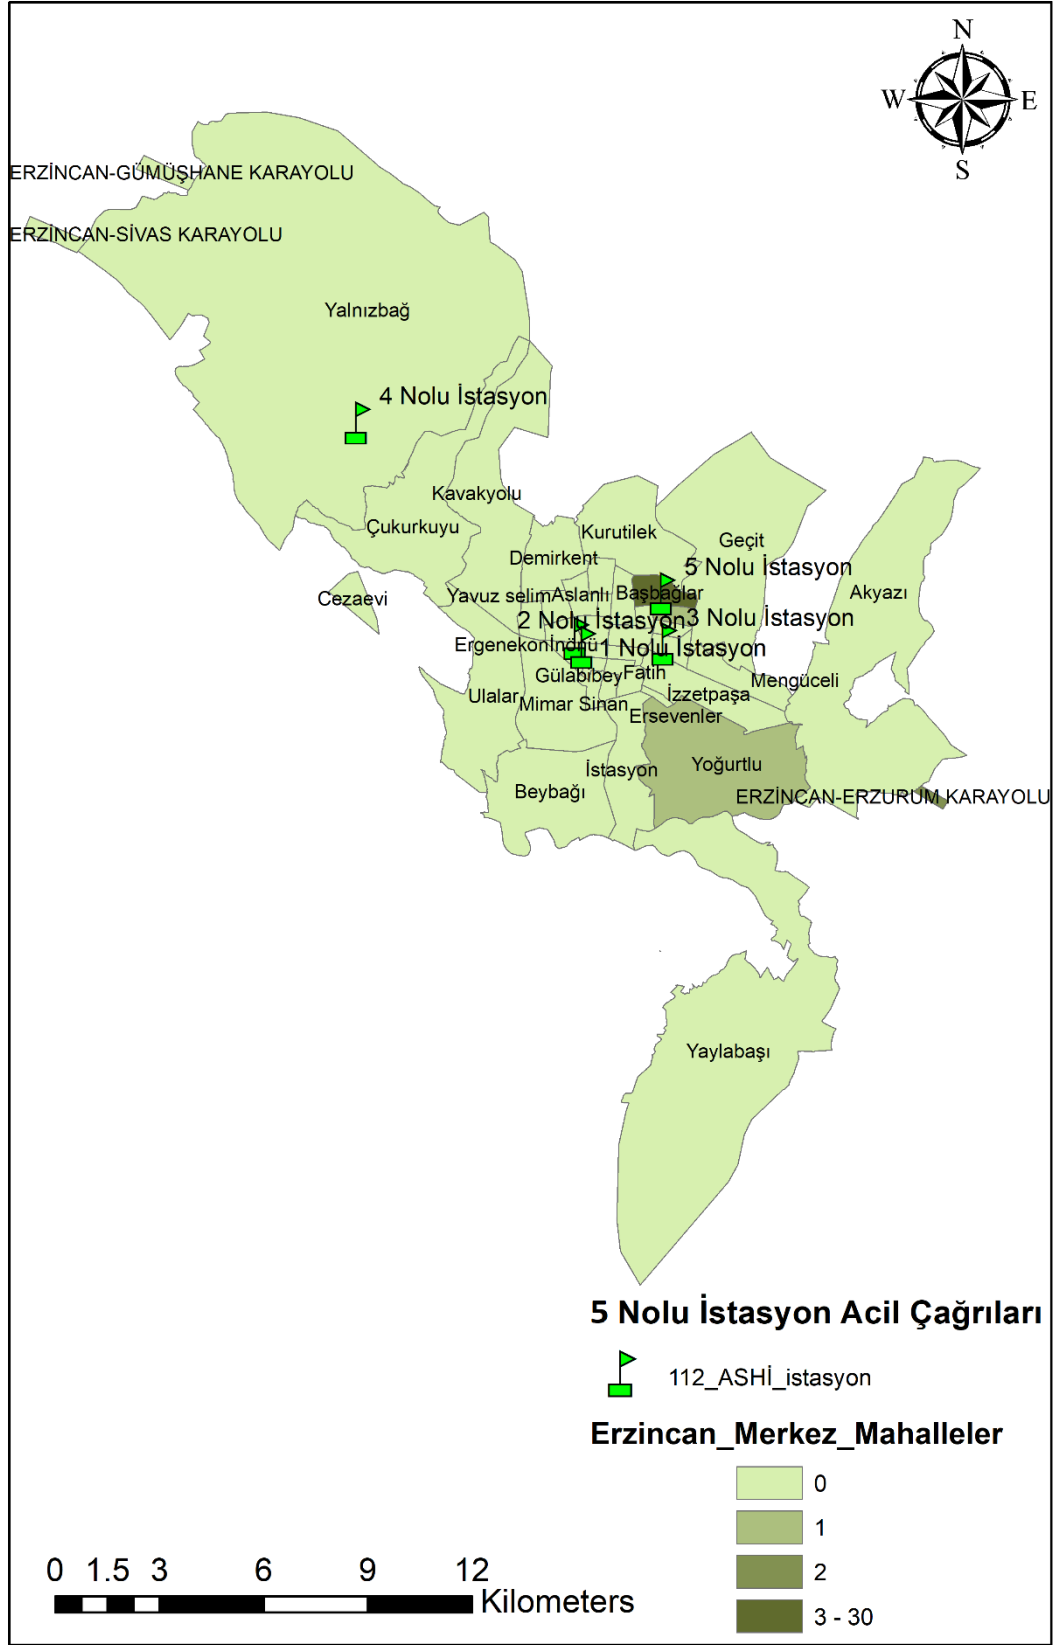 N
W
E
S
ERZİNCAN-GÜMÜŞHANE KARAYOLU
ERZİNCAN-SİVAS KARAYOLU
Yalnızbağ
4 Nolu İstasyon
Kavakyolu
Çukurkuyu
Kurutilek
Geçit
Demirkent
5 Nolu İstasyon
Cezaevi
Yavuz selim
Aslanlı
Başbağlar
Akyazı
2 Nolu İstasyon
3 Nolu İstasyon
Ergenekon
İnönü
1 Nolu İstasyon
Gülabibey
Fatih
Mengüceli
Ulalar
Mimar Sinan
İzzetpaşa
Ersevenler
İstasyon
Yoğurtlu
Beybağı
ERZİNCAN-ERZURUM KARAYOLU
Yaylabaşı
5 Nolu İstasyon Acil Çağrıları
112_ASHİ_istasyon
Erzincan_Merkez_Mahalleler
0
1
2
3 - 30
0 1.5 3 6 9 12
Kilometers